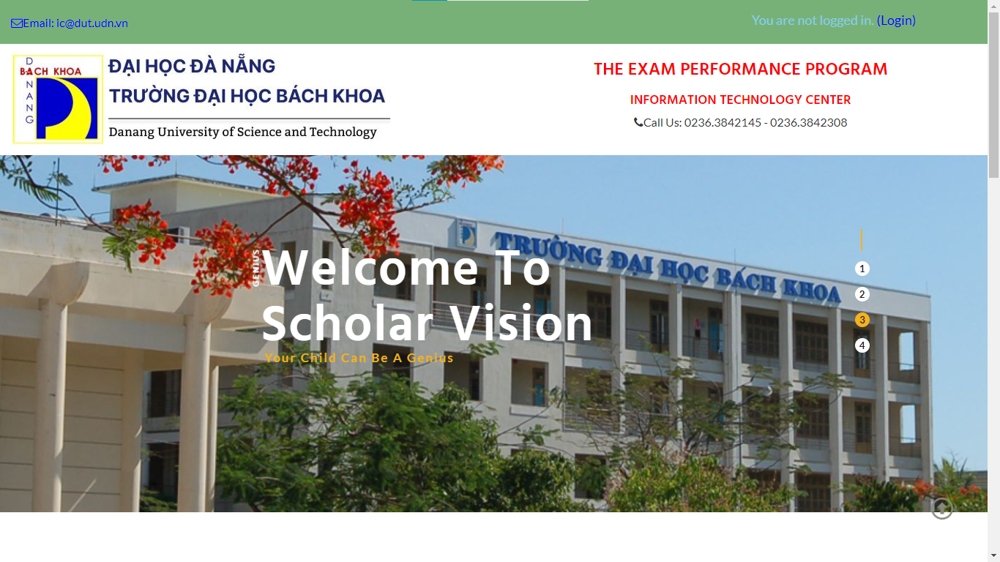 Email: ic@dut.udn.vn
You are not logged in. (Login)
DANANG
BÁCH KHOA
ĐẠI HỌC ĐÀ NẴNG
TRƯỜNG ĐẠI HỌC BÁCH KHOA
Danang University of Science and Technology
THE EXAM PERFORMANCE PROGRAM
INFORMATION TECHNOLOGY CENTER
Call Us: 0236.3842145 - 0236.3842308
TRƯỜNG ĐẠI HỌC BÁCH KHOA
GENIUS
Welcome To
Scholar Vision
Your Child Can Be A Genius
1
2
3
4